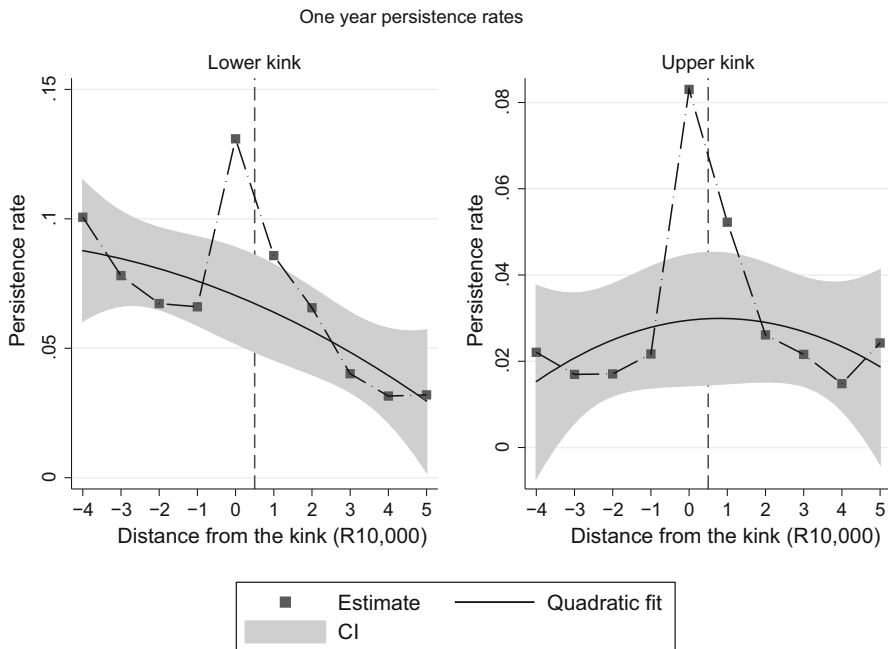 One year persistence rates
Lower kink
Persistence rate
0 .05 .1 .15
−4 −3 −2 −1 0 1 2 3 4 5
Distance from the kink (R10,000)
Upper kink
Persistence rate
0 .02 .04 .06 .08
−4 −3 −2 −1 0 1 2 3 4 5
Distance from the kink (R10,000)
Estimate Quadratic fit
CI